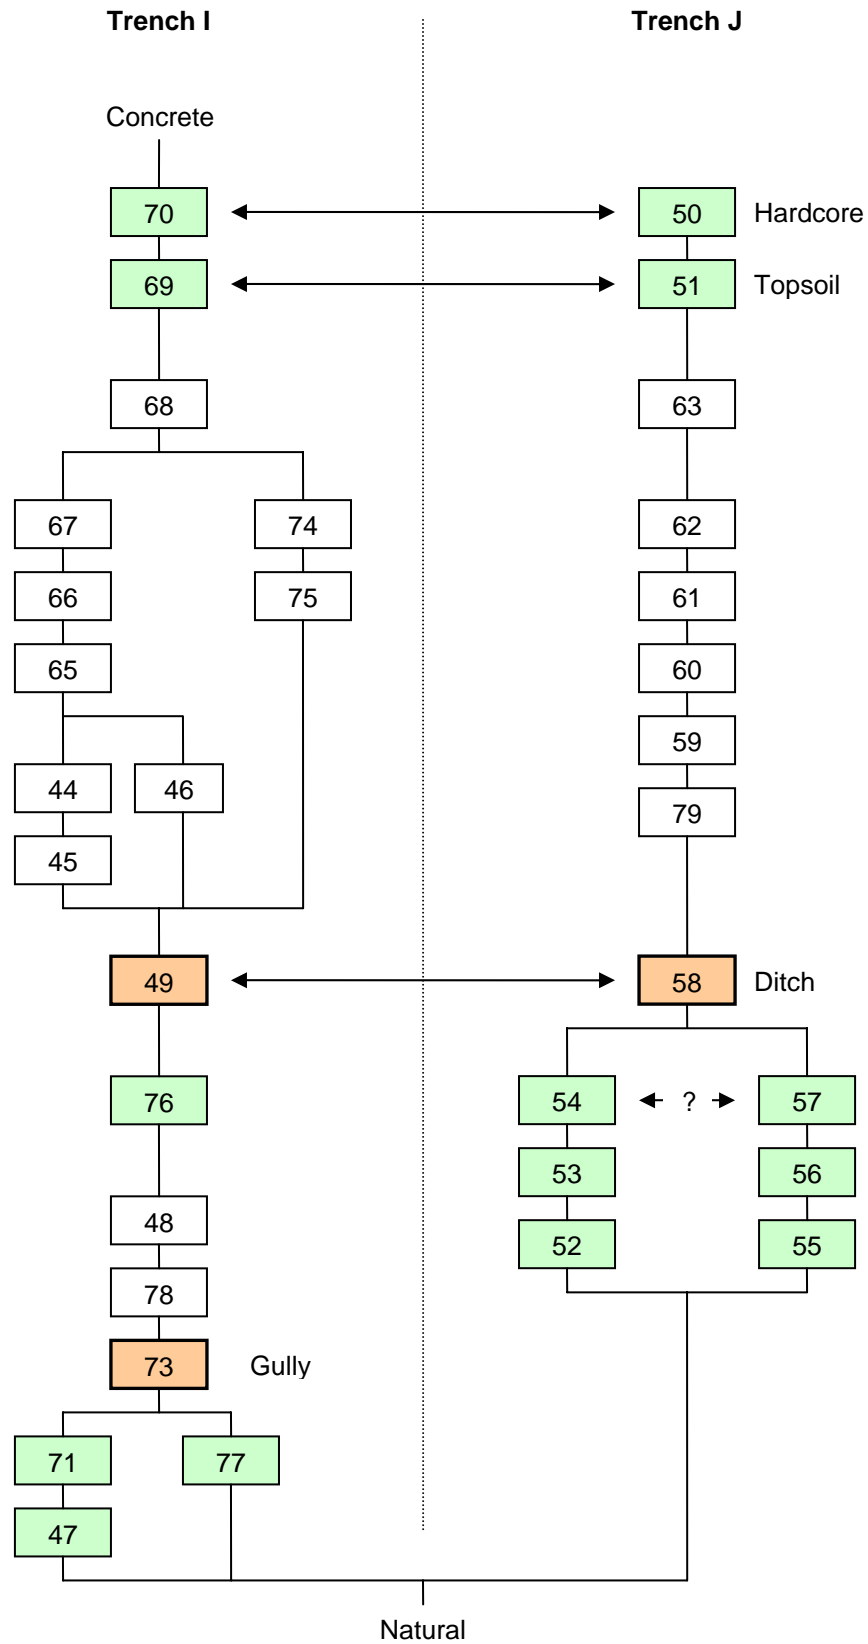 Trench I Trench J
Concrete
70 50 Hardcore
69 51 Topsoil
68 63
67 74 62
66 75 61
65 60
59
44 46
79
45
49 58 Ditch
76 54 ? 57
53 56
48
52 55
78
73 Gully
71 77
47
Natural